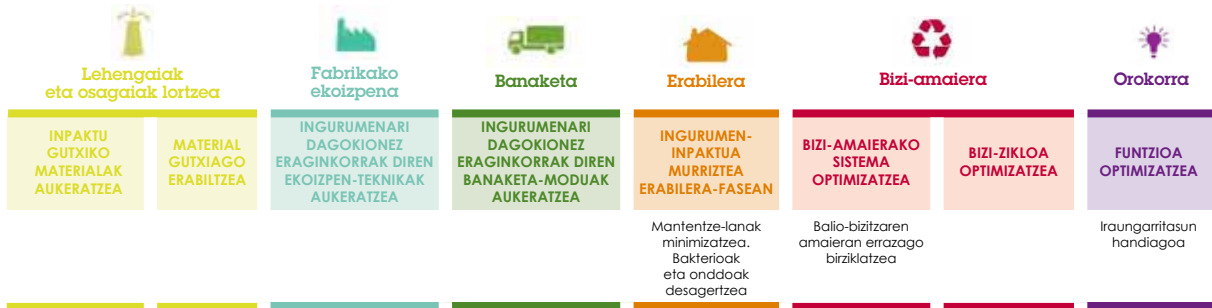 Lehengaiak
eta osagaiak lortzea
Fabrikako
ekoizpena
Banaketa
Erabilera
Bizi-amaiera
Orokorra
INPAKTU
GUTXIKO
MATERIALAK
AUKERATZEA
MATERIAL
GUTXIAGO
ERABILTZEA
INGURUMENARI
DAGOKIONEZ
ERAGINKORRAK DIREN
EKOIZPEN-TEKNIKAK
AUKERATZEA
INGURUMENARI
DAGOKIONEZ
ERAGINKORRAK DIREN
BANAKETA-MODUAK
AUKERATZEA
INGURUMEN-
INPAKTUA
MURRIZTEA
ERABILERA-FASEAN
BIZI-AMAIERAKO
SISTEMA
OPTIMIZATZEA
BIZI-ZIKLOA
OPTIMIZATZEA
FUNTZIOA
OPTIMIZATZEA
Mantentze-lanak
minimizatzea.
Bakterioak
eta onddoak
desagertzea
Balio-bizitzaren
amaieran errazago
birziklatzea
Iraungarritasun
handiagoa